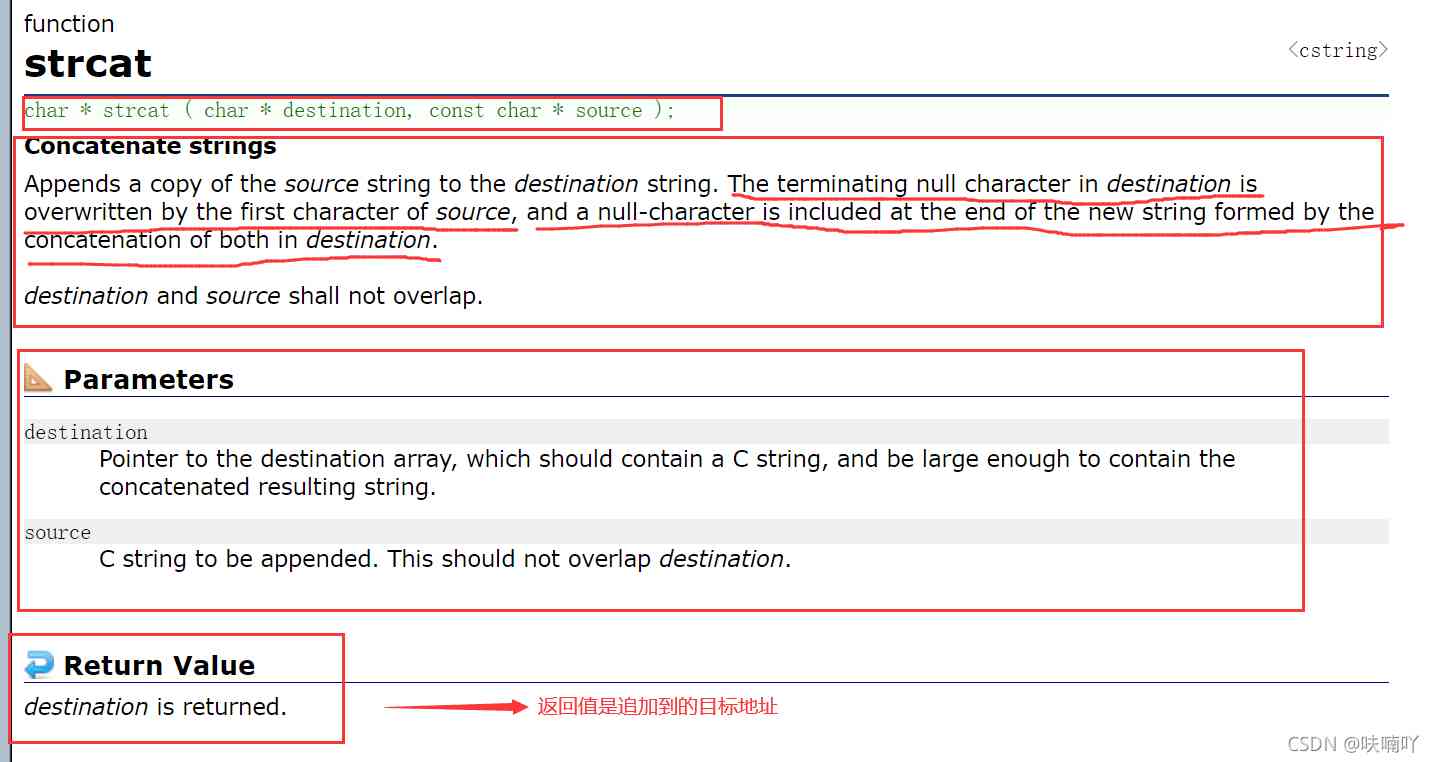 function
strcat
<cstring>
char * strcat ( char * destination, const char * source );
Concatenate strings
Appends a copy of the source string to the destination string. The terminating null character in destination is
overwritten by the first character of source, and a null-character is included at the end of the new string formed by the
concatenation of both in destination.
destination and source shall not overlap.
Parameters
destination
Pointer to the destination array, which should contain a C string, and be large enough to contain the
concatenated resulting string.
source
C string to be appended. This should not overlap destination.
Return Value
destination is returned.
返回值是追加到的目标地址
CSDN @呋喃吖